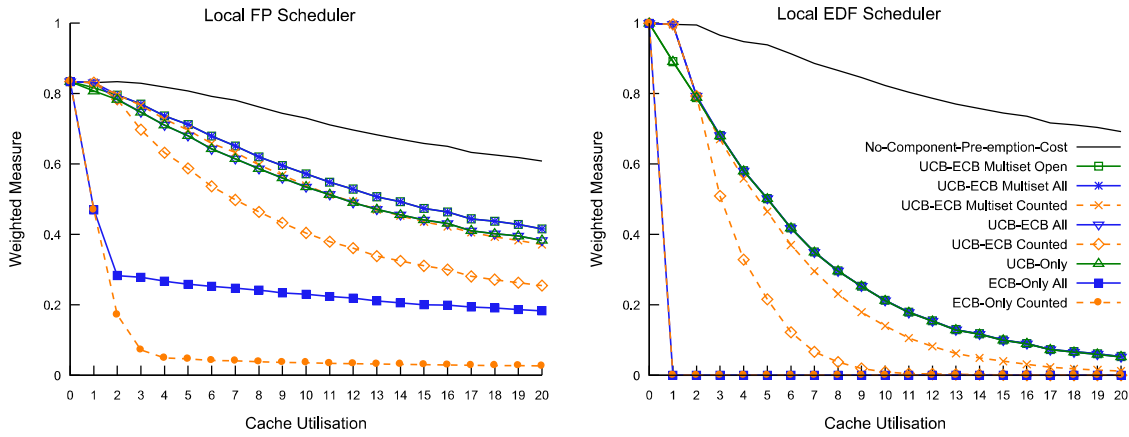 Local FP Scheduler
Weighted Measure
1
0.8
0.6
0.4
0.2
0
0 1 2 3 4 5 6 7 8 9 10 11 12 13 14 15 16 17 18 19 20
Cache Utilisation
Local EDF Scheduler
Weighted Measure
1
0.8
0.6
0.4
0.2
0
No-Component-Pre-emption-Cost
UCB-ECB Multiset Open
UCB-ECB Multiset All
UCB-ECB Multiset Counted
UCB-ECB All
UCB-ECB Counted
UCB-Only
ECB-Only All
ECB-Only Counted
0 1 2 3 4 5 6 7 8 9 10 11 12 13 14 15 16 17 18 19 20
Cache Utilisation